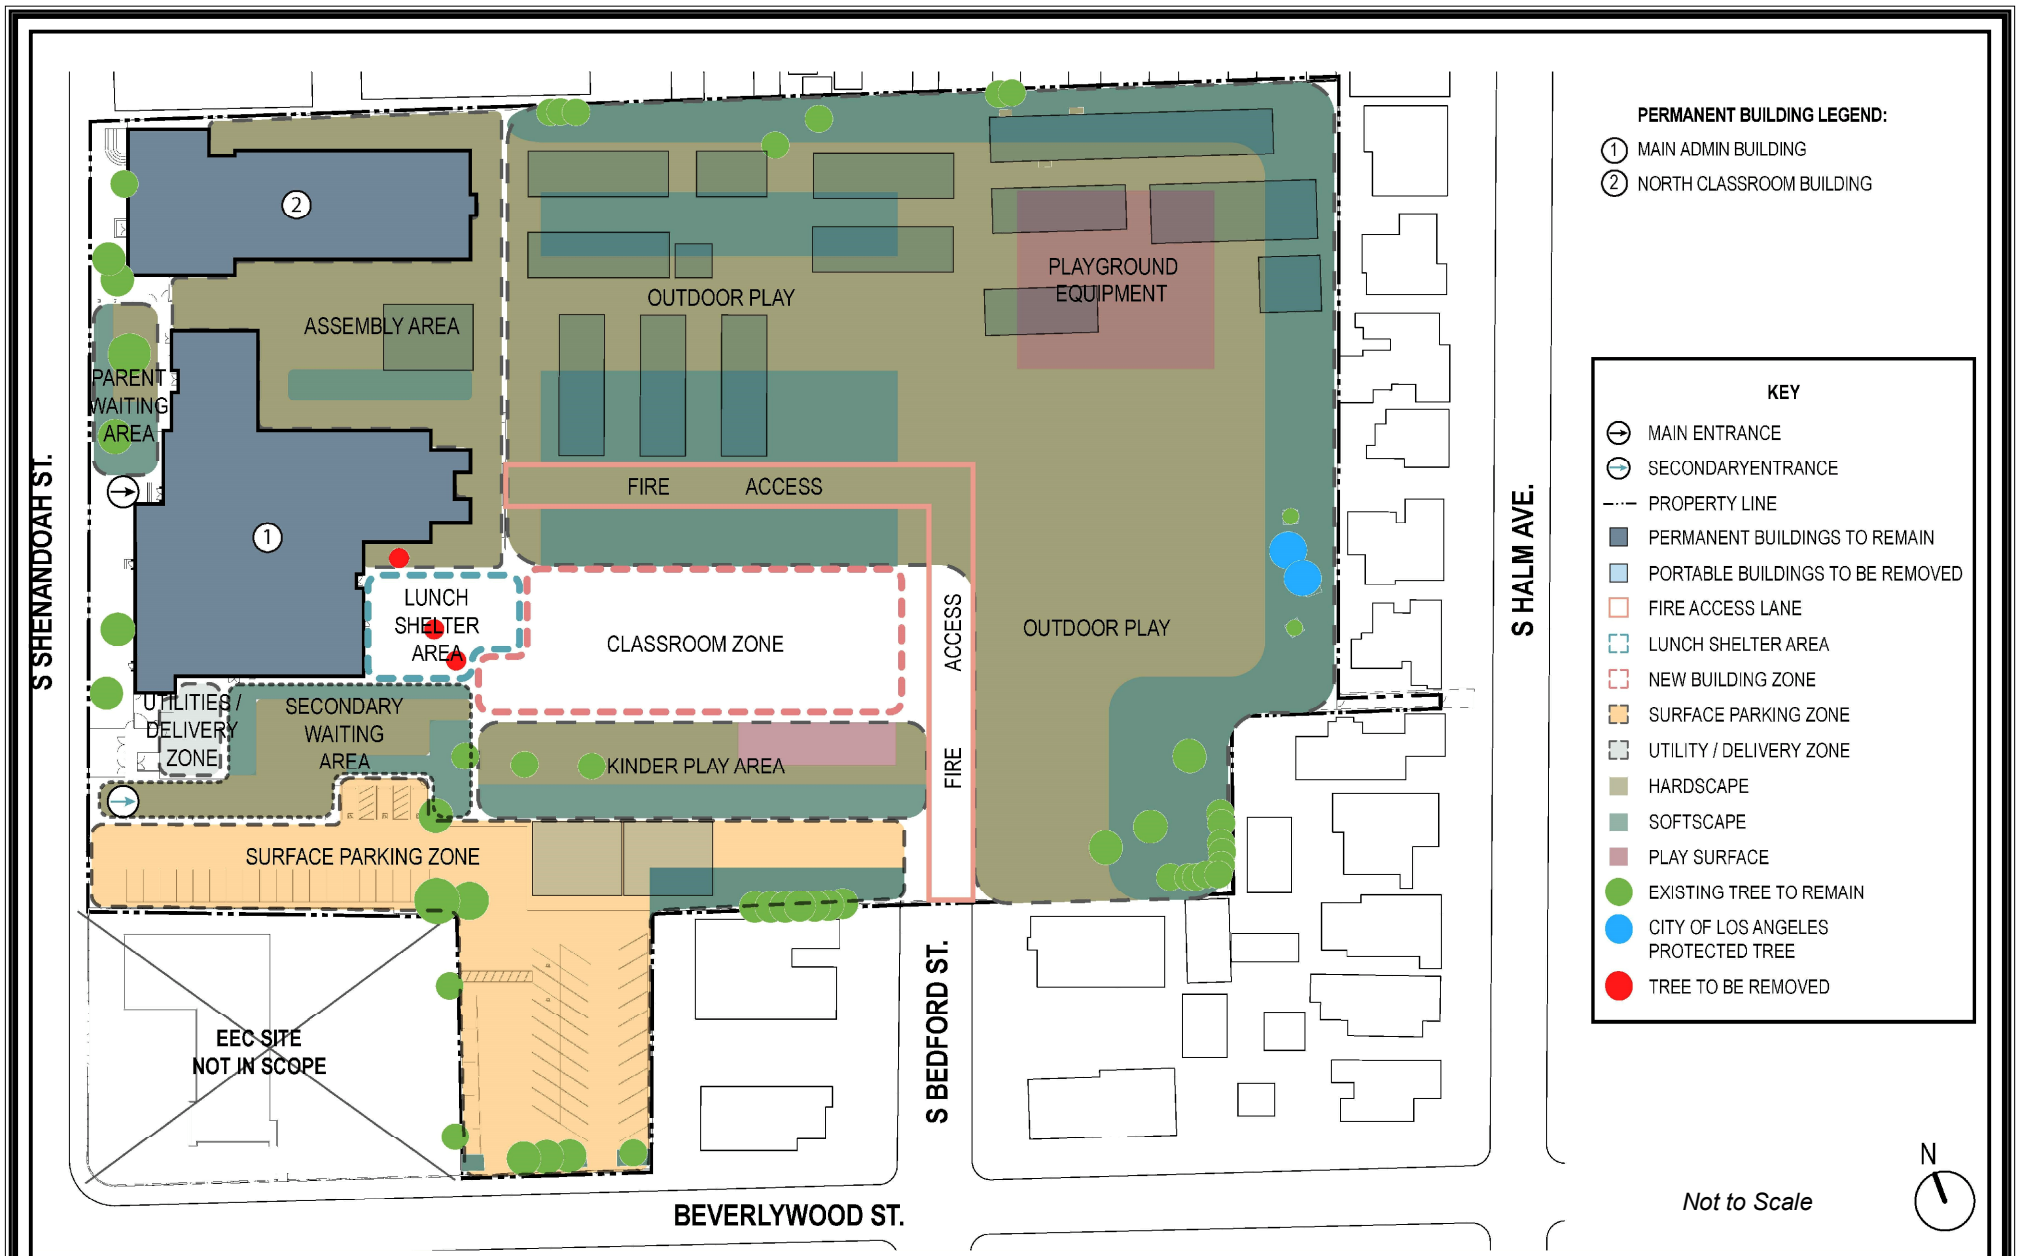 PERMANENT BUILDING LEGEND:
1 MAIN ADMIN BUILDING
2 NORTH CLASSROOM BUILDING
2
PLAYGROUND
EQUIPMENT
OUTDOOR PLAY
ASSEMBLY AREA
PARENT
WAITING
AREA
FIRE ACCESS
1
LUNCH
SHELTER
AREA
CLASSROOM ZONE
ACCESS
FIRE
OUTDOOR PLAY
UTILITIES /
DELIVERY
ZONE
SECONDARY
WAITING
AREA
KINDER PLAY AREA
SURFACE PARKING ZONE
EEC SITE
NOT IN SCOPE
S SHENANDOAH ST.
S HALM AVE.
S BEDFORD ST.
BEVERLYWOOD ST.
KEY
MAIN ENTRANCE
SECONDARYENTRANCE
PROPERTY LINE
PERMANENT BUILDINGS TO REMAIN
PORTABLE BUILDINGS TO BE REMOVED
FIRE ACCESS LANE
LUNCH SHELTER AREA
NEW BUILDING ZONE
SURFACE PARKING ZONE
UTILITY / DELIVERY ZONE
HARDSCAPE
SOFTSCAPE
PLAY SURFACE
EXISTING TREE TO REMAIN
CITY OF LOS ANGELES
PROTECTED TREE
TREE TO BE REMOVED
N
Not to Scale